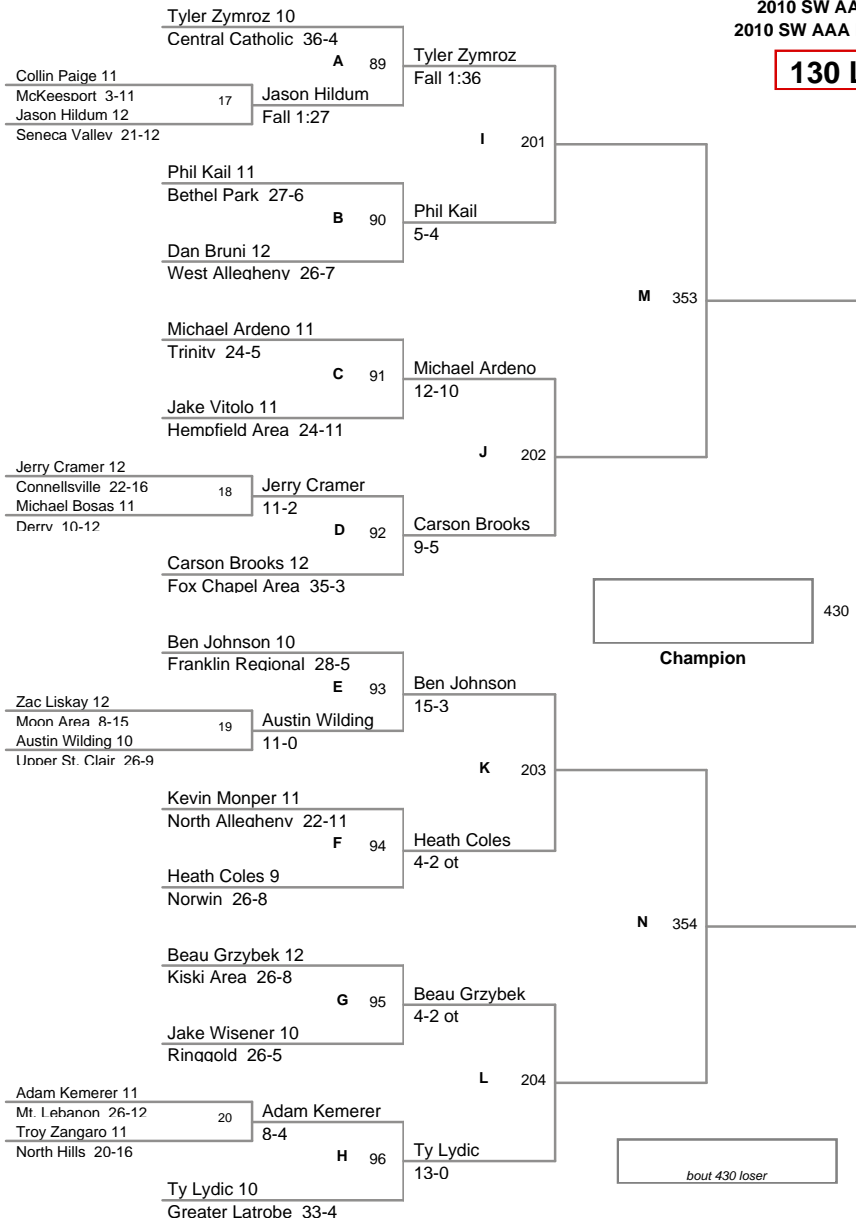 2010 SW AA
2010 SW AAA
130 L
Tyler Zymroz 10
Central Catholic 36-4
A 89
Tyler Zymroz
Fall 1:36
Collin Paige 11
McKeesport 3-11
17
Jason Hildum 12
Seneca Valley 21-12
Jason Hildum
Fall 1:27
I 201
Phil Kail 11
Bethel Park 27-6
B 90
Phil Kail
5-4
Dan Bruni 12
West Allegheny 26-7
M 353
Michael Ardeno 11
Trinity 24-5
C 91
Michael Ardeno
12-10
Jake Vitolo 11
Hempfield Area 24-11
J 202
Jerry Cramer 12
Connellsville 22-16
18
Michael Bosas 11
Derry 10-12
Jerry Cramer
11-2
D 92
Carson Brooks
9-5
Carson Brooks 12
Fox Chapel Area 35-3
430
Champion
Ben Johnson 10
Franklin Regional 28-5
E 93
Ben Johnson
15-3
Zac Liskay 12
Moon Area 8-15
19
Austin Wilding 10
Upper St. Clair 26-9
Austin Wilding
11-0
K 203
Kevin Monper 11
North Allegheny 22-11
F 94
Heath Coles
4-2 ot
Heath Coles 9
Norwin 26-8
N 354
Beau Grzybek 12
Kiski Area 26-8
G 95
Beau Grzybek
4-2 ot
Jake Wisener 10
Ringgold 26-5
L 204
Adam Kemerer 11
Mt. Lebanon 26-12
20
Troy Zangaro 11
North Hills 20-16
Adam Kemerer
8-4
H 96
Ty Lydic
13-0
Ty Lydic 10
Greater Latrobe 33-4
bout 430 loser